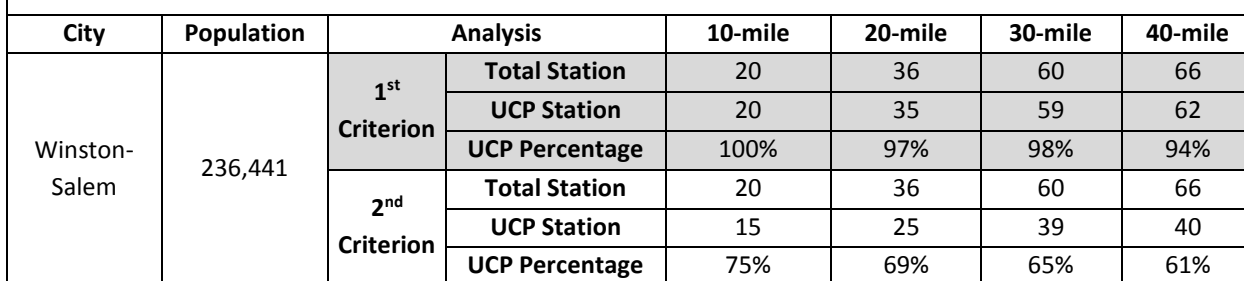 City Population Analysis 10-mile 20-mile 30-mile 40-mile
Winston-Salem 236,441 1st Criterion Total Station 20 36 60 66
UCP Station 20 35 59 62
UCP Percentage 100% 97% 98% 94%
2nd Criterion Total Station 20 36 60 66
UCP Station 15 25 39 40
UCP Percentage 75% 69% 65% 61%